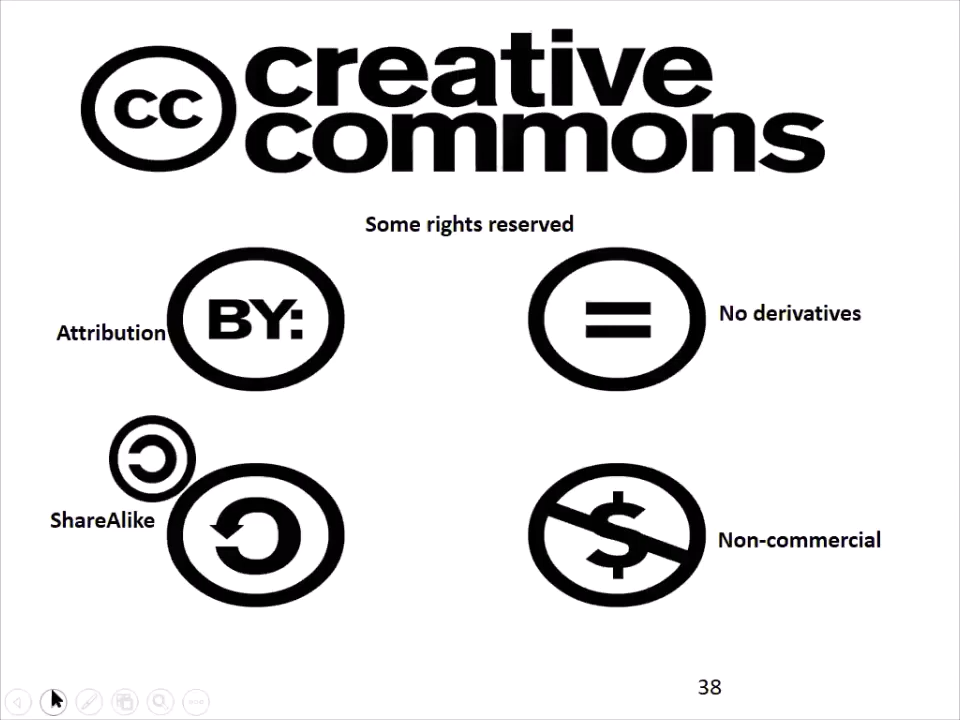 cc creative
commons
Some rights reserved
BY:
=
No derivatives
Attribution
ShareAlike
$
Non-commercial
38